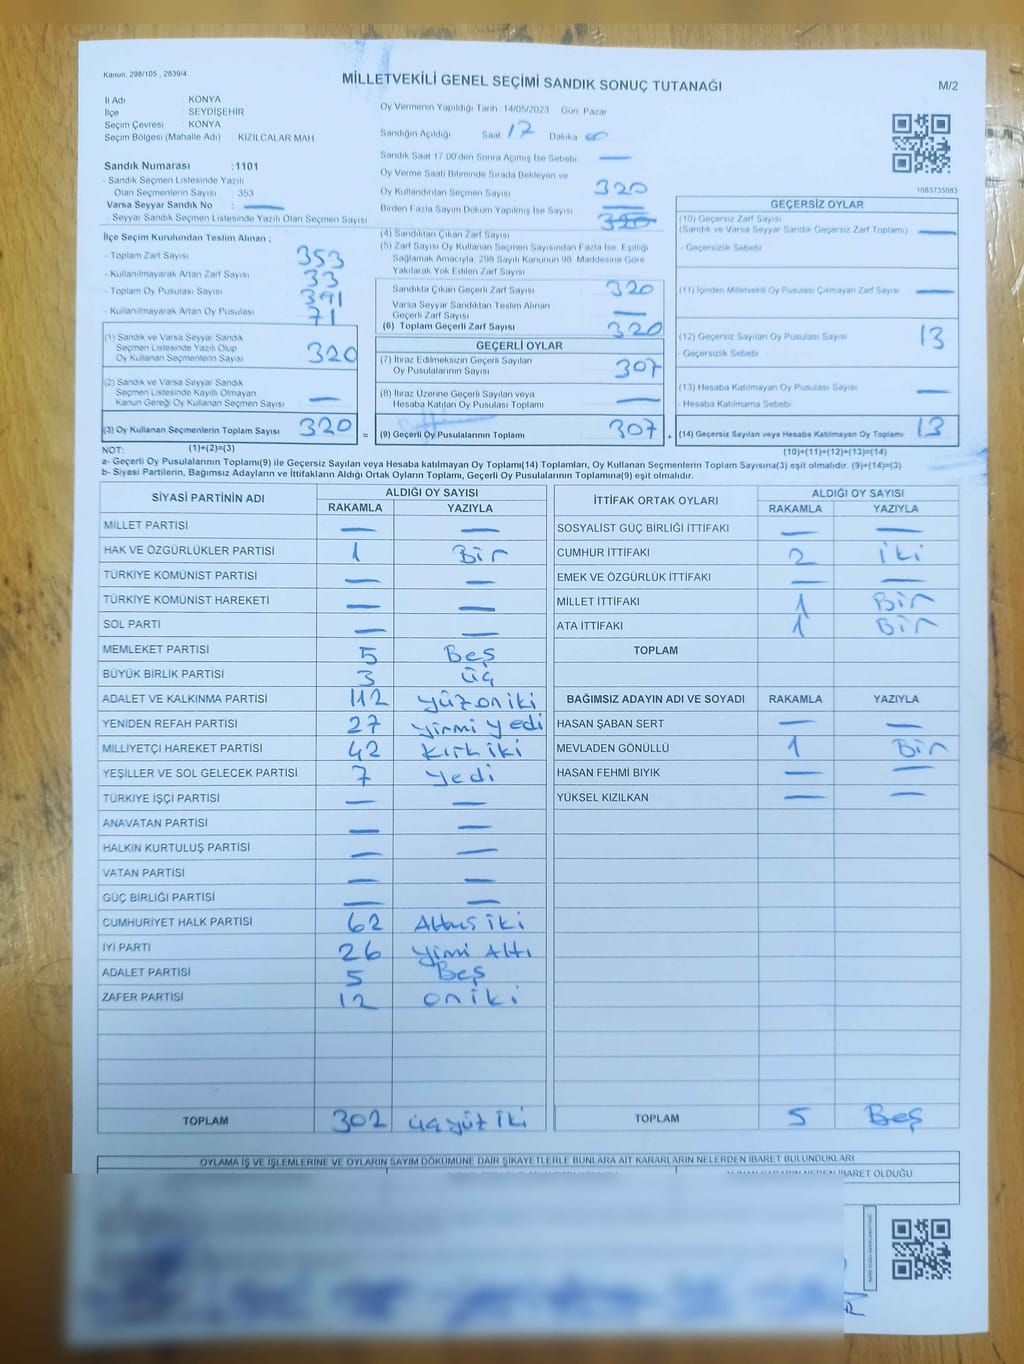 Kanun: 298/105 , 2839/4
MİLLETVEKİLİ GENEL SEÇİMİ SANDIK SONUÇ TUTANAĞI
M/2
İl Adı KONYA
İlçe SEYDİŞEHİR
Seçim Çevresi KONYA
Seçim Bölgesi (Mahalle Adı) KIZILCALAR MAH
Sandık Numarası :1101
- Sandık Seçmen Listesinde Yazılı
Olan Seçmenlerin Sayısı : 353
Varsa Seyyar Sandık No : —
- Seyyar Sandık Seçmen Listesinde Yazılı Olan Seçmen Sayısı
Oy Vermenin Yapıldığı Tarih 14/05/2023 Gün Pazar
Sandığın Açıldığı Saat 17 Dakika 00
Sandık Saat 17.00'den Sonra Açılmış İse Sebebi —
Oy Verme Saati Bitiminde Sırada Bekleyen ve
Oy Kullandırılan Seçmen Sayısı 320
Birden Fazla Sayım Döküm Yapılmış İse Sayısı —
İlçe Seçim Kurulundan Teslim Alınan ;
- Toplam Zarf Sayısı 353
- Kullanılmayarak Artan Zarf Sayısı 33
- Toplam Oy Pusulası Sayısı 391
- Kullanılmayarak Artan Oy Pusulası 71
(1) Sandık ve Varsa Seyyar Sandık
Seçmen Listesinde Yazılı Olup
Oy Kullanan Seçmenlerin Sayısı 320
(2) Sandık ve Varsa Seyyar Sandık
Seçmen Listesinde Kayıtlı Olmayan
Kanun Gereği Oy Kullanan Seçmen Sayısı —
(3) Oy Kullanan Seçmenlerin Toplam Sayısı 320 =
(4) Sandıktan Çıkan Zarf Sayısı 320
(5) Zarf Sayısı Oy Kullanan Seçmen Sayısından Fazla İse, Eşitliği
Sağlamak Amacıyla, 298 Sayılı Kanunun 98. Maddesine Göre
Yakılarak Yok Edilen Zarf Sayısı
Sandıkta Çıkan Geçerli Zarf Sayısı 320
Varsa Seyyar Sandıktan Teslim Alınan
Geçerli Zarf Sayısı —
(6) Toplam Geçerli Zarf Sayısı 320
GEÇERLİ OYLAR
(7) İtiraz Edilmeksizin Geçerli Sayılan
Oy Pusulalarının Sayısı 307
(8) İtiraz Üzerine Geçerli Sayılan veya
Hesaba Katılan Oy Pusulası Toplamı —
(9) Geçerli Oy Pusulalarının Toplamı 307 +
1083735083
GEÇERSİZ OYLAR
(10) Geçersiz Zarf Sayısı
(Sandık ve Varsa Seyyar Sandık Geçersiz Zarf Toplamı) —
- Geçersizlik Sebebi
(11) İçinden Milletvekili Oy Pusulası Çıkmayan Zarf Sayısı —
(12) Geçersiz Sayılan Oy Pusulası Sayısı 13
- Geçersizlik Sebebi
(13) Hesaba Katılmayan Oy Pusulası Sayısı —
- Hesaba Katılmama Sebebi
(14) Geçersiz Sayılan veya Hesaba Katılmayan Oy Toplamı 13
NOT: (1)+(2)=(3)
(10)+(11)+(12)+(13)=(14)
a- Geçerli Oy Pusulalarının Toplamı(9) ile Geçersiz Sayılan veya Hesaba katılmayan Oy Toplamı(14) Toplamları, Oy Kullanan Seçmenlerin Toplam Sayısına(3) eşit olmalıdır. (9)+(14)=(3)
b- Siyasi Partilerin, Bağımsız Adayların ve İttifakların Aldığı Ortak Oyların Toplamı, Geçerli Oy Pusulalarının Toplamına(9) eşit olmalıdır.
SİYASİ PARTİNİN ADI ALDIĞI OY SAYISI
RAKAMLA YAZIYLA
MİLLET PARTİSİ — —
HAK VE ÖZGÜRLÜKLER PARTİSİ 1 Bir
TÜRKİYE KOMÜNİST PARTİSİ — —
TÜRKİYE KOMÜNİST HAREKETİ — —
SOL PARTİ — —
MEMLEKET PARTİSİ 5 Beş
BÜYÜK BİRLİK PARTİSİ 3 üç
ADALET VE KALKINMA PARTİSİ 112 yüz on iki
YENİDEN REFAH PARTİSİ 27 yirmi yedi
MİLLİYETÇİ HAREKET PARTİSİ 42 Kırk iki
YEŞİLLER VE SOL GELECEK PARTİSİ 7 yedi
TÜRKİYE İŞÇİ PARTİSİ — —
ANAVATAN PARTİSİ — —
HALKIN KURTULUŞ PARTİSİ — —
VATAN PARTİSİ — —
GÜÇ BİRLİĞİ PARTİSİ — —
CUMHURİYET HALK PARTİSİ 62 Altmış iki
İYİ PARTİ 26 yirmi Altı
ADALET PARTİSİ 5 Beş
ZAFER PARTİSİ 12 on iki
TOPLAM 302 üçyüz iki
İTTİFAK ORTAK OYLARI ALDIĞI OY SAYISI
RAKAMLA YAZIYLA
SOSYALİST GÜÇ BİRLİĞİ İTTİFAKI — —
CUMHUR İTTİFAKI 2 iki
EMEK VE ÖZGÜRLÜK İTTİFAKI — —
MİLLET İTTİFAKI 1 Bir
ATA İTTİFAKI 1 Bir
TOPLAM
BAĞIMSIZ ADAYIN ADI VE SOYADI RAKAMLA YAZIYLA
HASAN ŞABAN SERT — —
MEVLADEN GÖNÜLLÜ 1 Bir
HASAN FEHMİ BIYIK — —
YÜKSEL KIZILKAN — —
TOPLAM 5 Beş
OYLAMA İŞ VE İŞLEMLERİNE VE OYLARIN SAYIM DÖKÜMÜNE DAİR ŞİKAYETLERLE BUNLARA AİT KARARLARIN NELERDEN İBARET BULUNDUKLARI
ALINAN KARARIN NEDEN İBARET OLDUĞU